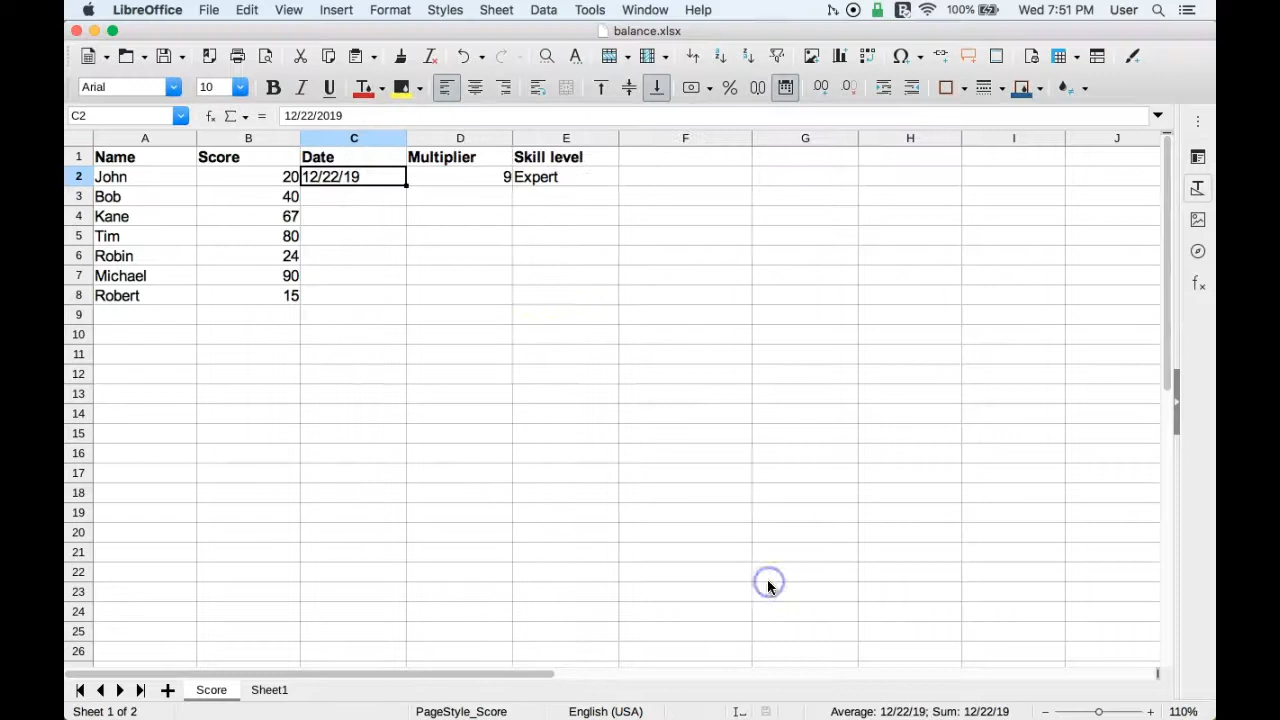 LibreOffice File Edit View Insert Format Styles Sheet Data Tools Window Help 100% Wed 7:51 PM User
balance.xlsx
Arial 10
C2 12/22/2019
A B C D E F G H I J
1 Name Score Date Multiplier Skill level
2 John 20 12/22/19 9 Expert
3 Bob 40
4 Kane 67
5 Tim 80
6 Robin 24
7 Michael 90
8 Robert 15
9
10
11
12
13
14
15
16
17
18
19
20
21
22
23
24
25
26
Score Sheet1
Sheet 1 of 2 PageStyle_Score English (USA) Average: 12/22/19; Sum: 12/22/19 110%